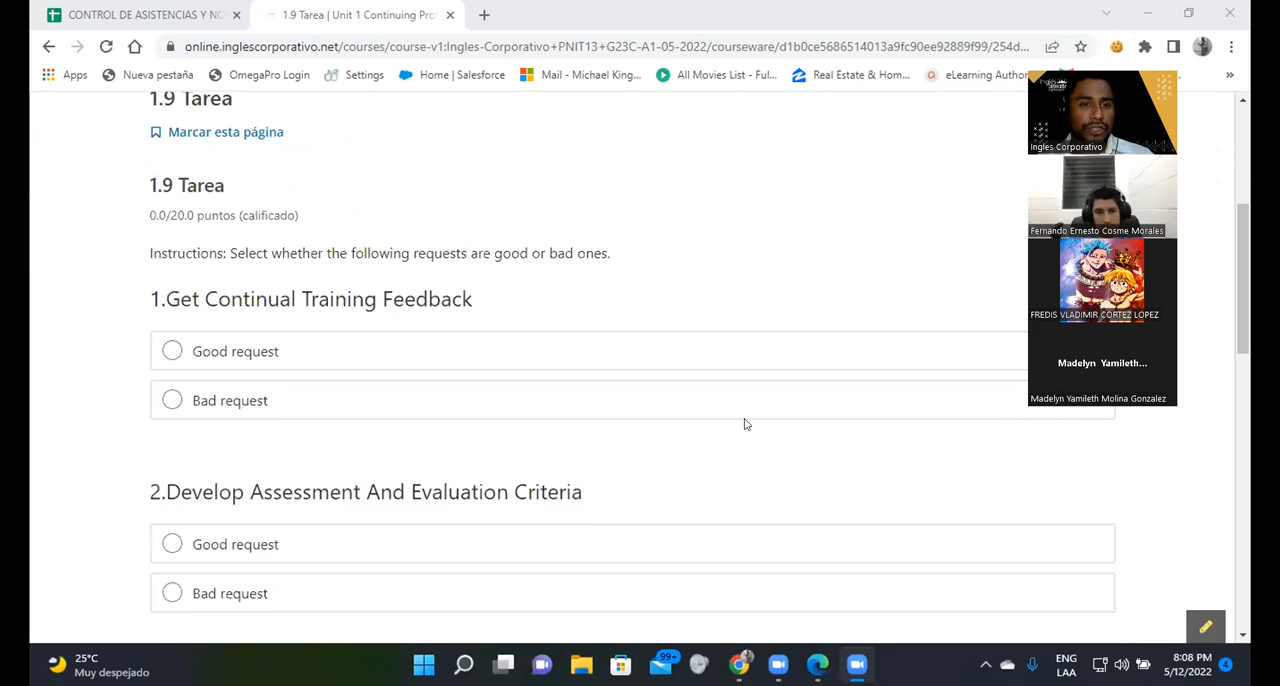 CONTROL DE ASISTENCIAS Y NO
1.9 Tarea | Unit 1 Continuing Prof
online.inglescorporativo.net/courses/course-v1:Ingles-Corporativo+PNIT13+G23C-A1-05-2022/courseware/d1b0ce5686514013a9fc90ee92889f99/254d...
Apps
Nueva pestaña
OmegaPro Login
Settings
Home | Salesforce
Mail - Michael King...
All Movies List - Ful...
Real Estate & Hom...
eLearning Author
»
1.9 Tarea
Marcar esta página
1.9 Tarea
0.0/20.0 puntos (calificado)
Instructions: Select whether the following requests are good or bad ones.
1.Get Continual Training Feedback
Good request
Bad request
2.Develop Assessment And Evaluation Criteria
Good request
Bad request
Ingles Corporativo
Fernando Ernesto Cosme Morales
FREDIS VLADIMIR CORTEZ LOPEZ
Madelyn Yamileth...
Madelyn Yamileth Molina Gonzalez
25°C
Muy despejado
99+
ENG
LAA
8:08 PM
5/12/2022
4